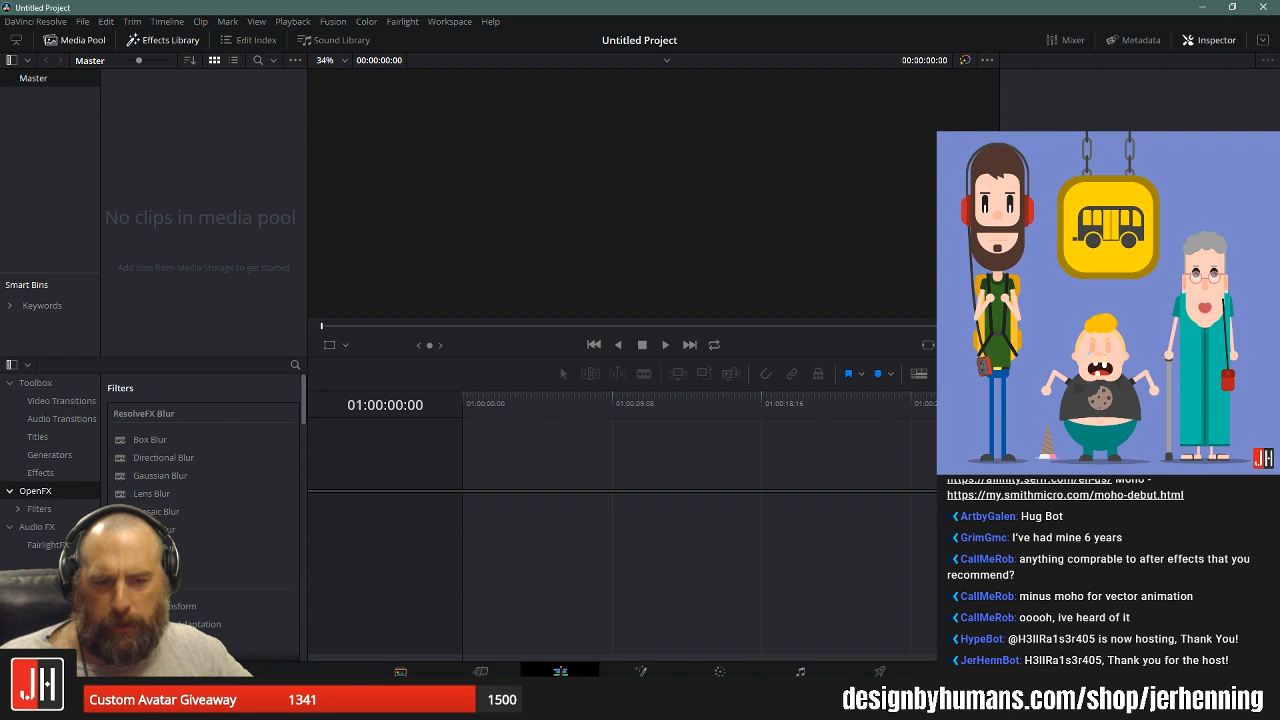 Untitled Project
DaVinci Resolve File Edit Trim Timeline Clip Mark View Playback Fusion Color Fairlight Workspace Help
Media Pool Effects Library Edit Index Sound Library Untitled Project Mixer Metadata Inspector
Master 34% 00:00:00:00 00:00:00:00
Master
No clips in media pool
Add clips from Media Storage to get started
Smart Bins
Keywords
Toolbox
Video Transitions
Audio Transitions
Titles
Generators
Effects
OpenFX
Filters
Audio FX
FairlightFX
Filters
ResolveFX Blur
Box Blur
Directional Blur
Gaussian Blur
Lens Blur
01:00:00:00
01:00:00:00 01:00:09:08 01:00:18:16
JH
https://my.smithmicro.com/moho-debut.html
ArtbyGalen: Hug Bot
GrimGmc: I've had mine 6 years
CallMeRob: anything comprable to after effects that you
recommend?
CallMeRob: minus moho for vector animation
CallMeRob: ooooh, ive heard of it
HypeBot: @H3llRa1s3r405 is now hosting, Thank You!
JerHennBot: H3llRa1s3r405, Thank you for the host!
JH
Custom Avatar Giveaway 1341 1500
designbyhumans.com/shop/jerhenning